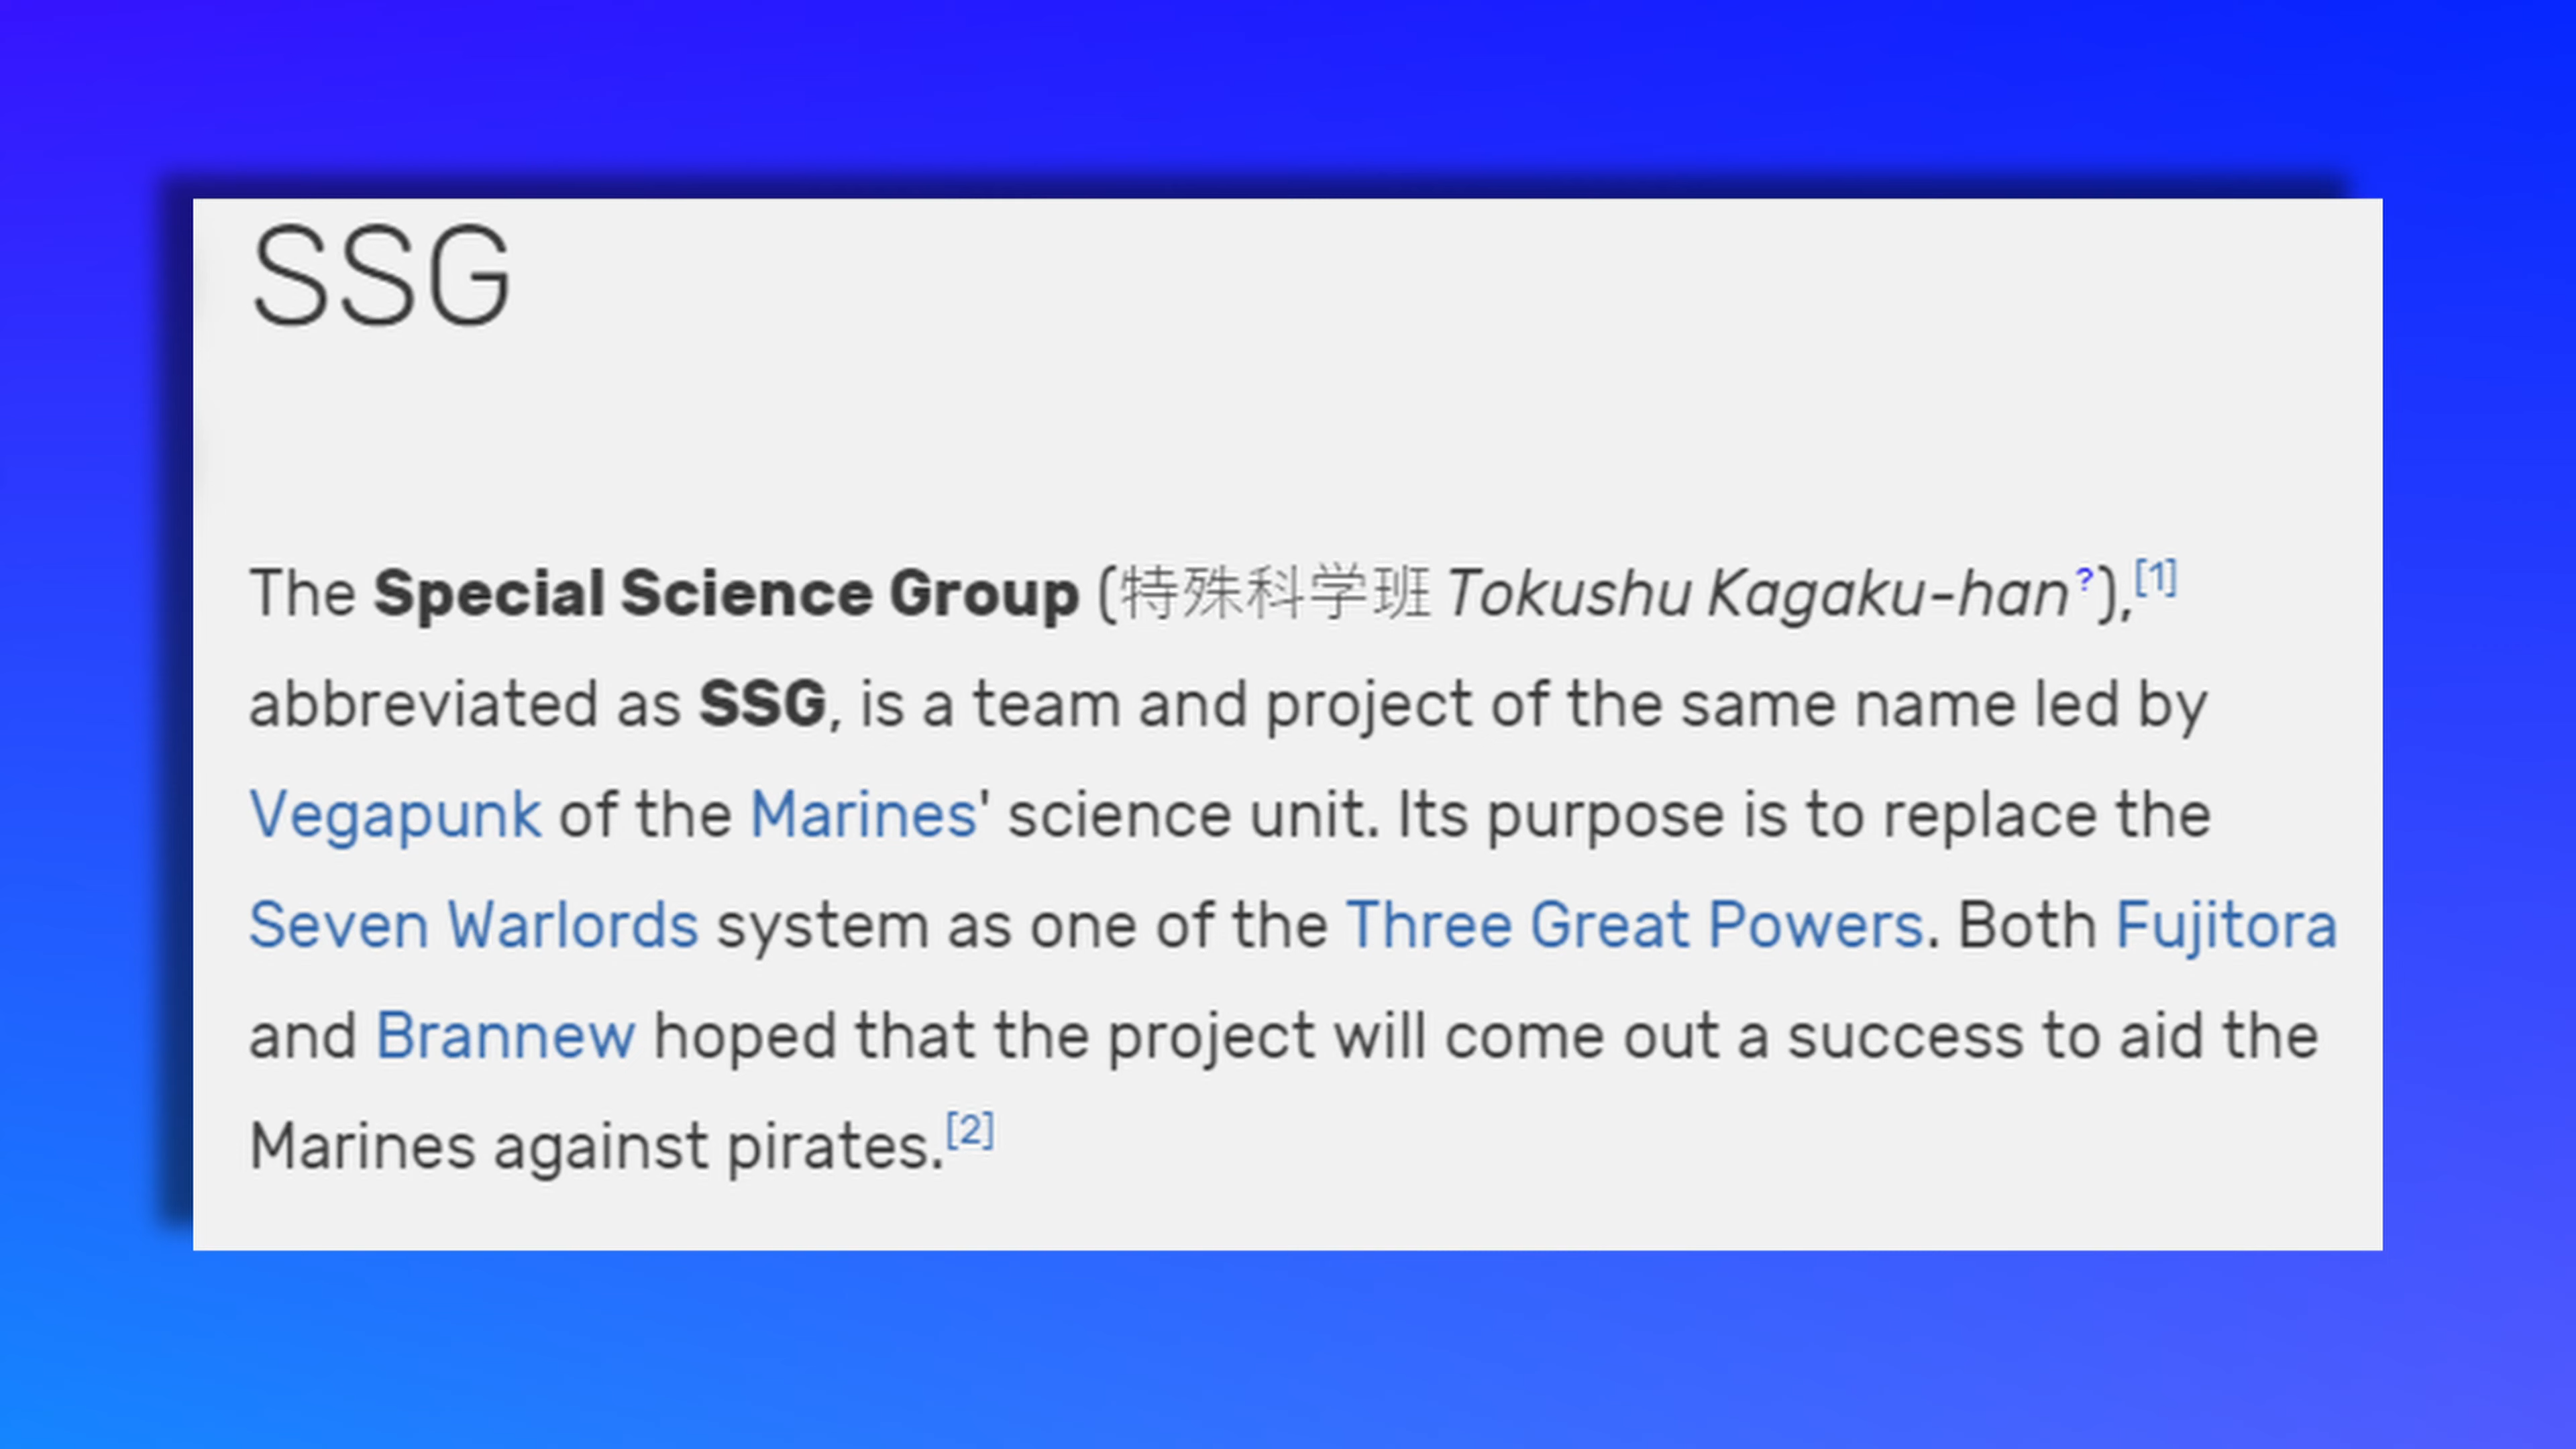 SSG
The Special Science Group (特殊科学班 Tokushu Kagaku-han?),[1]
abbreviated as SSG, is a team and project of the same name led by
Vegapunk of the Marines' science unit. Its purpose is to replace the
Seven Warlords system as one of the Three Great Powers. Both Fujitora
and Brannew hoped that the project will come out a success to aid the
Marines against pirates.[2]